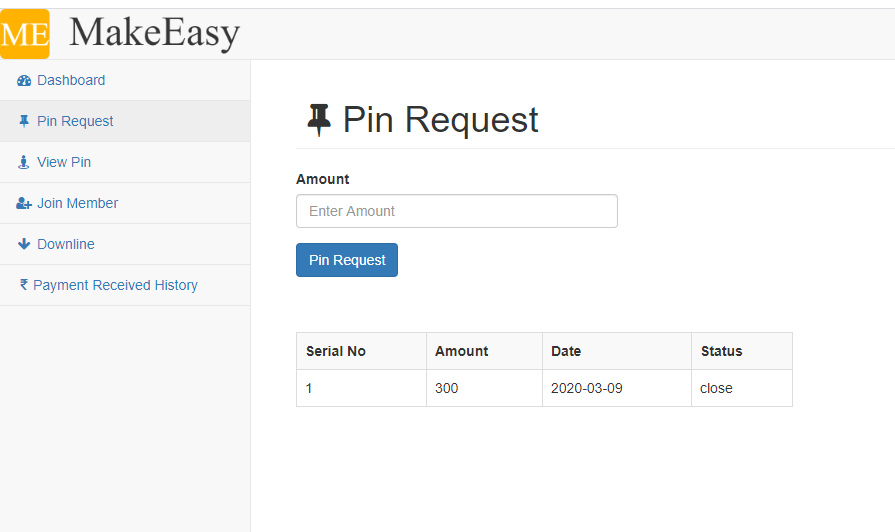 ME MakeEasy
Dashboard
Pin Request
View Pin
Join Member
Downline
₹ Payment Received History
Pin Request
Amount
Enter Amount
Pin Request
Serial No Amount Date Status
1 300 2020-03-09 close